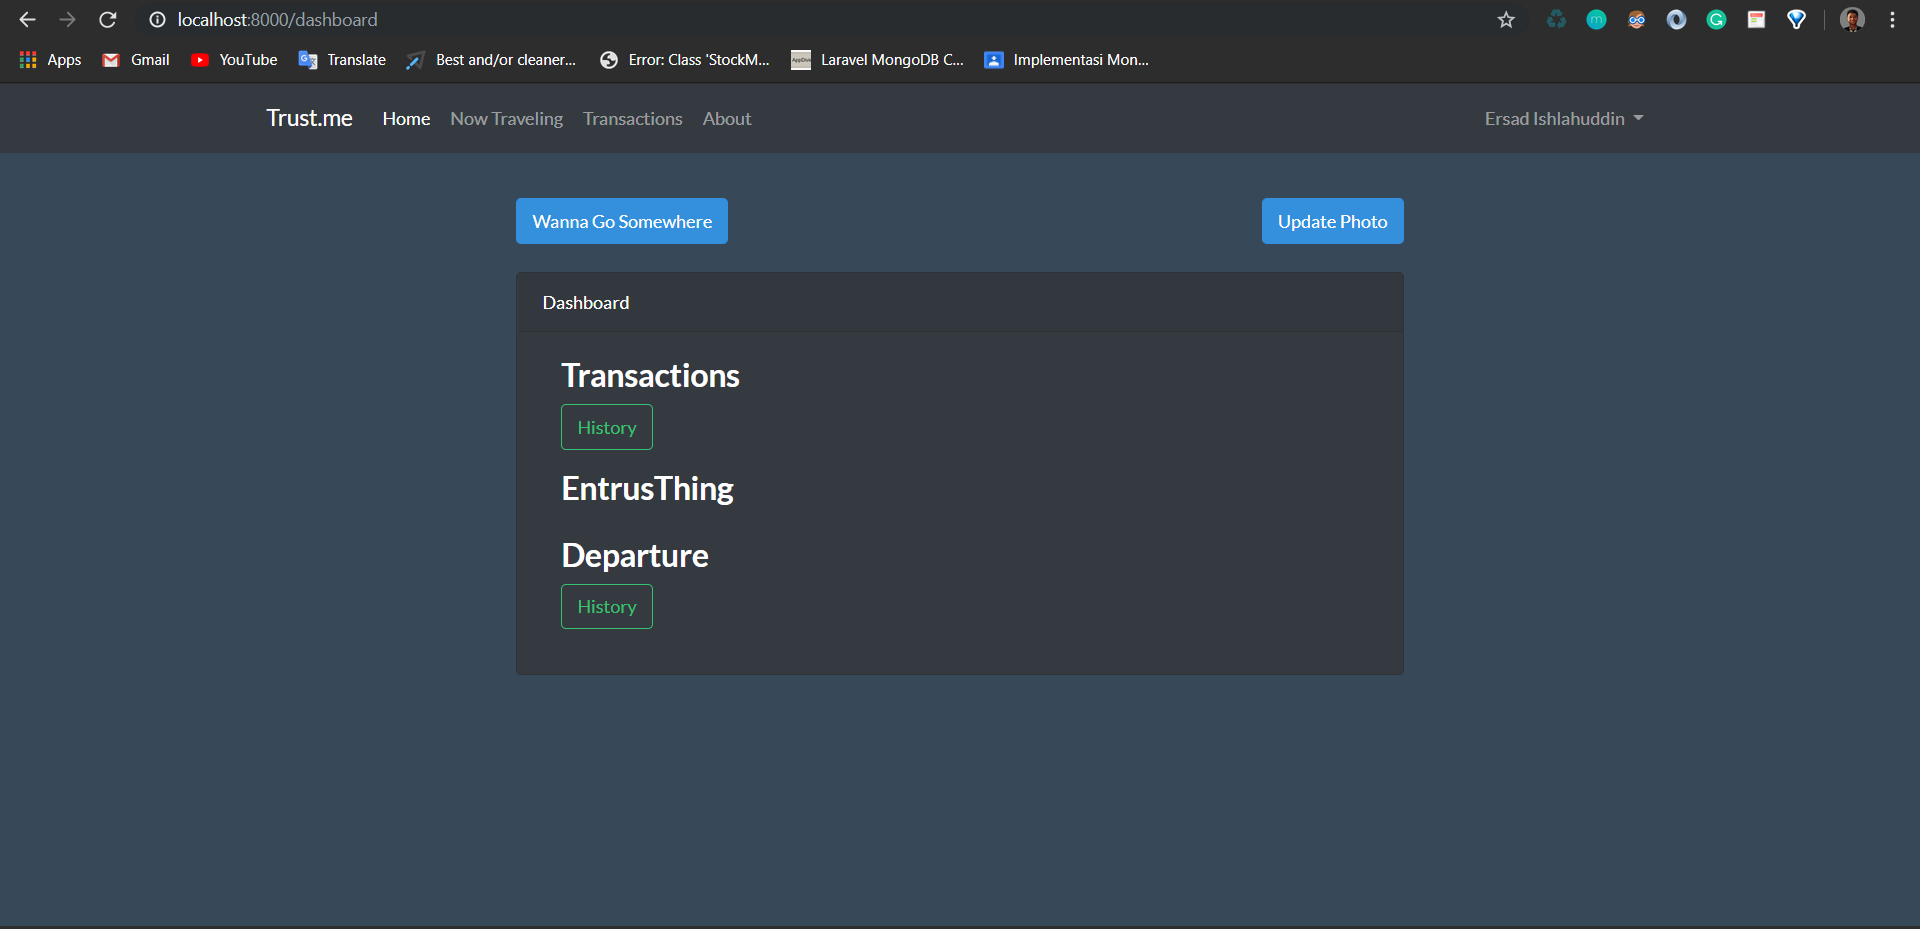 localhost:8000/dashboard
Apps Gmail YouTube Translate Best and/or cleaner... Error: Class 'StockM... Laravel MongoDB C... Implementasi Mon...
Trust.me Home Now Traveling Transactions About Ersad Ishlahuddin
Wanna Go Somewhere Update Photo
Dashboard
Transactions
History
EntrusThing
Departure
History